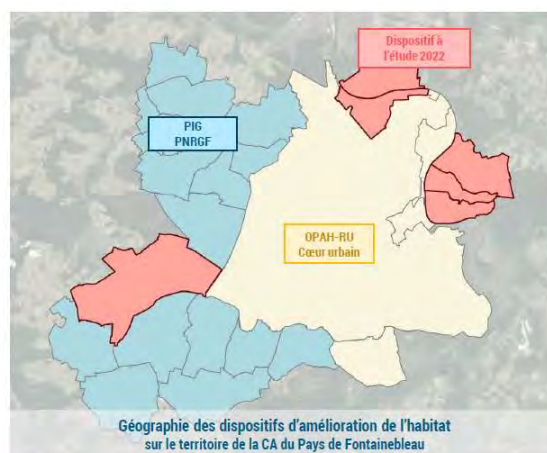 Dispositif à
l'étude 2022
PIG
PNRGF
OPAH-RU
Cœur urbain
Géographie des dispositifs d'amélioration de l'habitat
sur le territoire de la CA du Pays de Fontainebleau